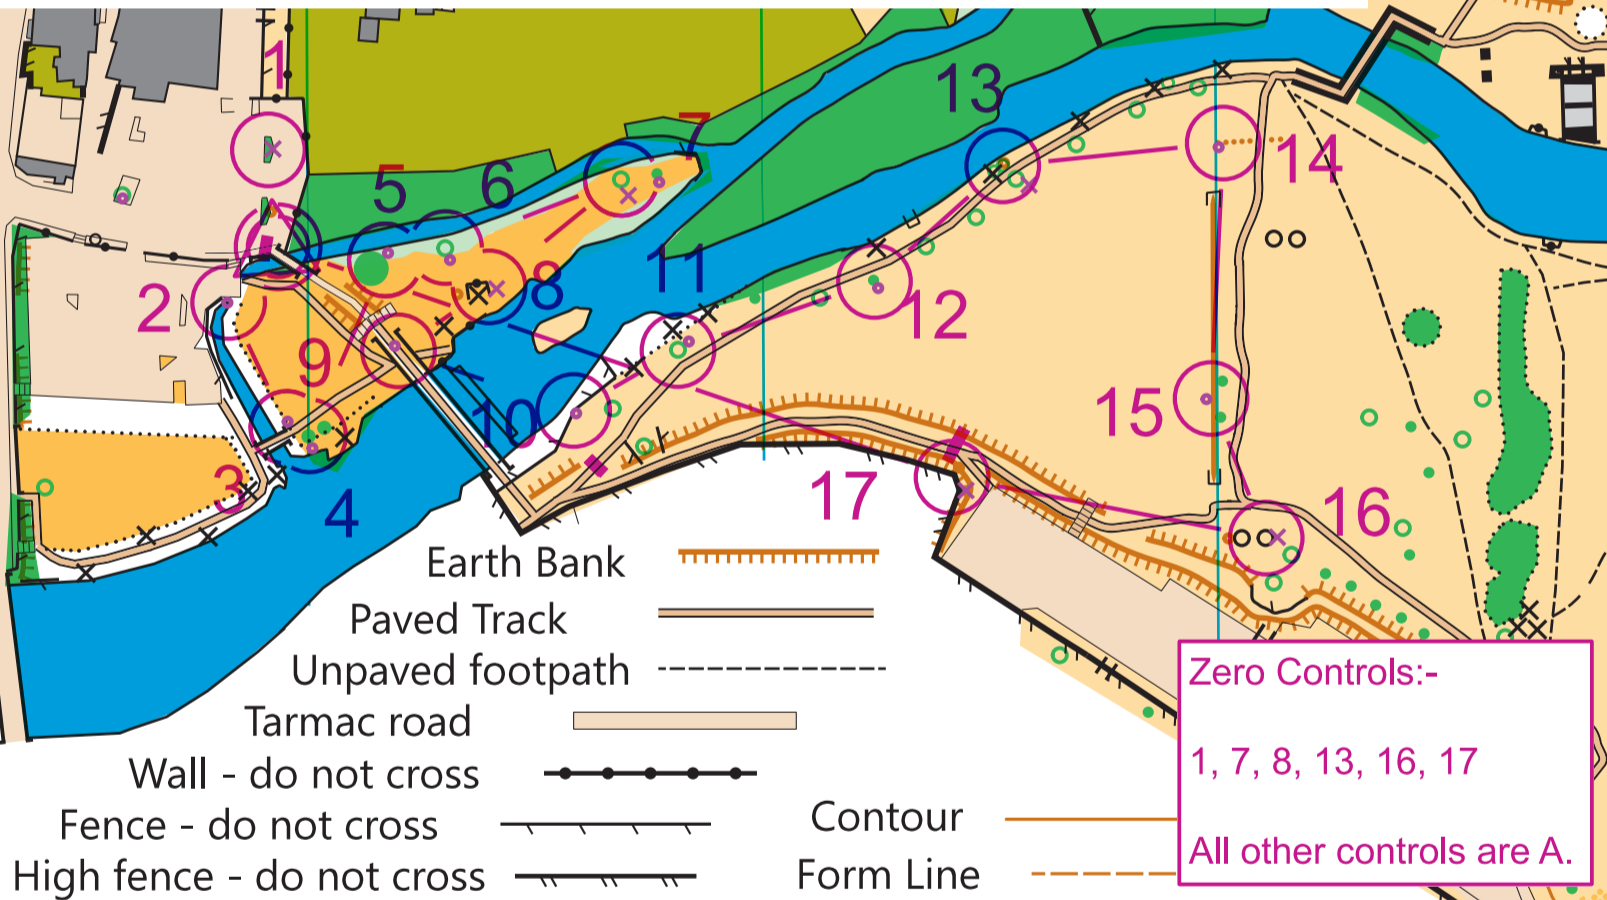 1
13
7
14
5
6
11
2
8
12
9
15
10
3
17
16
4
Earth Bank
Paved Track
Unpaved footpath
Tarmac road
Wall - do not cross
Fence - do not cross
High fence - do not cross
Contour
Form Line
Zero Controls:-
1, 7, 8, 13, 16, 17
All other controls are A.